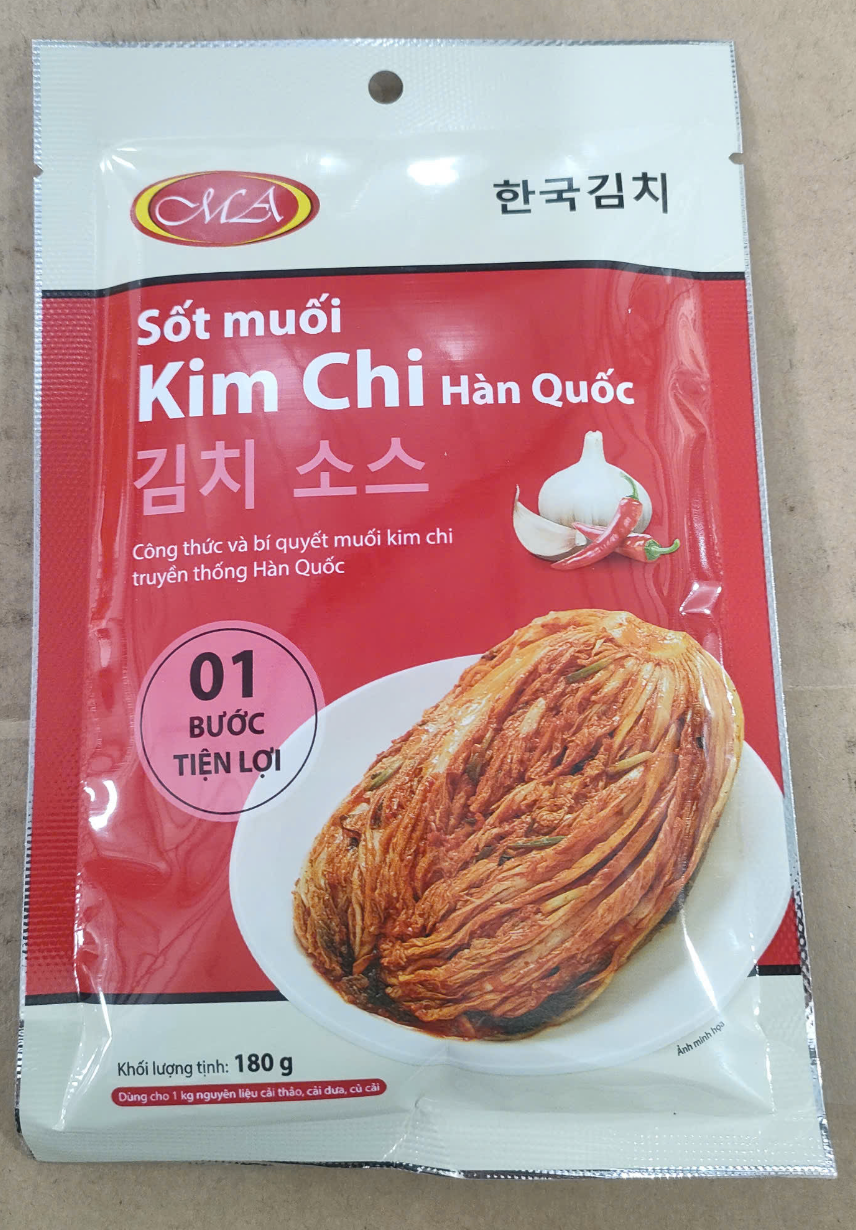 MA
한국김치
Sốt muối
Kim Chi Hàn Quốc
김치 소스
Công thức và bí quyết muối kim chi
truyền thống Hàn Quốc
01
BƯỚC
TIỆN LỢI
Ảnh minh họa
Khối lượng tịnh: 180 g
Dùng cho 1 kg nguyên liệu cải thảo, cải dưa, củ cải